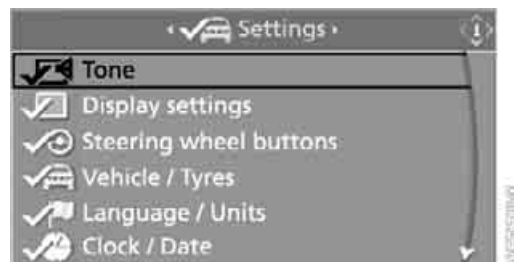 Settings
Tone
Display settings
Steering wheel buttons
Vehicle / Tyres
Language / Units
Clock / Date